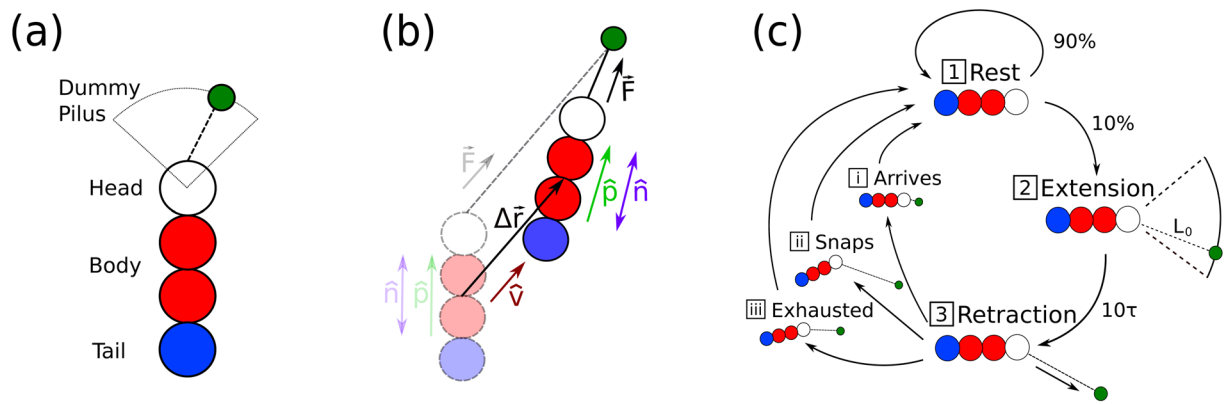 (a)
Dummy
Pilus
Head
Body
Tail
(b)
F⃗
F⃗
p̂
n̂
Δr⃗
v̂
n̂
p̂
(c)
90%
1 Rest
10%
i Arrives
2 Extension
L₀
ii Snaps
iii Exhausted
3 Retraction
10τ